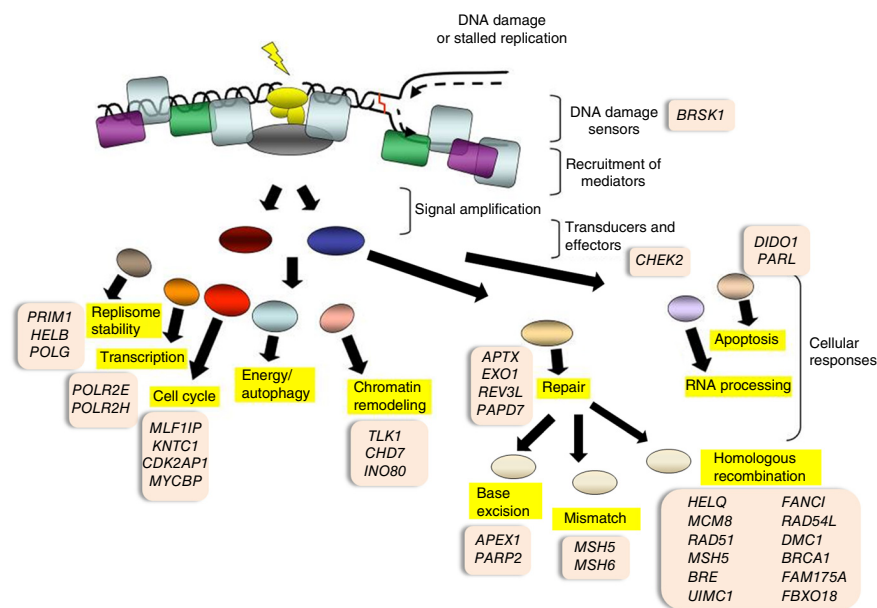 DNA damage
or stalled replication
DNA damage
sensors
BRSK1
Recruitment of
mediators
Signal amplification
Transducers and
effectors
CHEK2
DIDO1
PARL
PRIM1
HELB
POLG
Replisome
stability
Transcription
POLR2E
POLR2H
Cell cycle
MLF1IP
KNTC1
CDK2AP1
MYCBP
Energy/
autophagy
Chromatin
remodeling
TLK1
CHD7
INO80
APTX
EXO1
REV3L
PAPD7
Repair
Apoptosis
RNA processing
Cellular
responses
Base
excision
APEX1
PARP2
Mismatch
MSH5
MSH6
Homologous
recombination
HELQ FANCI
MCM8 RAD54L
RAD51 DMC1
MSH5 BRCA1
BRE FAM175A
UIMC1 FBXO18